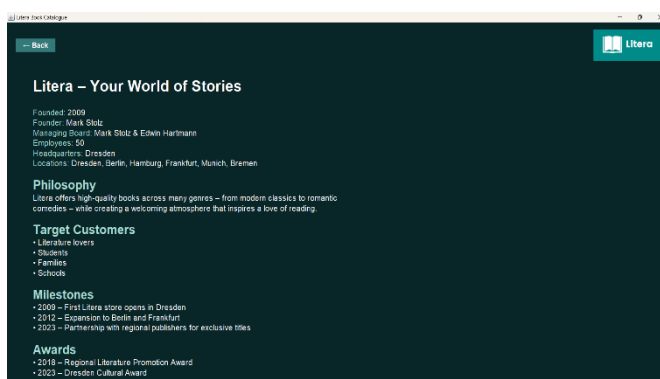 Litera Book Catalogue
← Back
Litera
Litera – Your World of Stories
Founded: 2009
Founder: Mark Stolz
Managing Board: Mark Stolz & Edwin Hartmann
Employees: 50
Headquarters: Dresden
Locations: Dresden, Berlin, Hamburg, Frankfurt, Munich, Bremen
Philosophy
Litera offers high-quality books across many genres – from modern classics to romantic
comedies – while creating a welcoming atmosphere that inspires a love of reading.
Target Customers
• Literature lovers
• Students
• Families
• Schools
Milestones
• 2009 – First Litera store opens in Dresden
• 2012 – Expansion to Berlin and Frankfurt
• 2023 – Partnership with regional publishers for exclusive titles
Awards
• 2018 – Regional Literature Promotion Award
• 2023 – Dresden Cultural Award